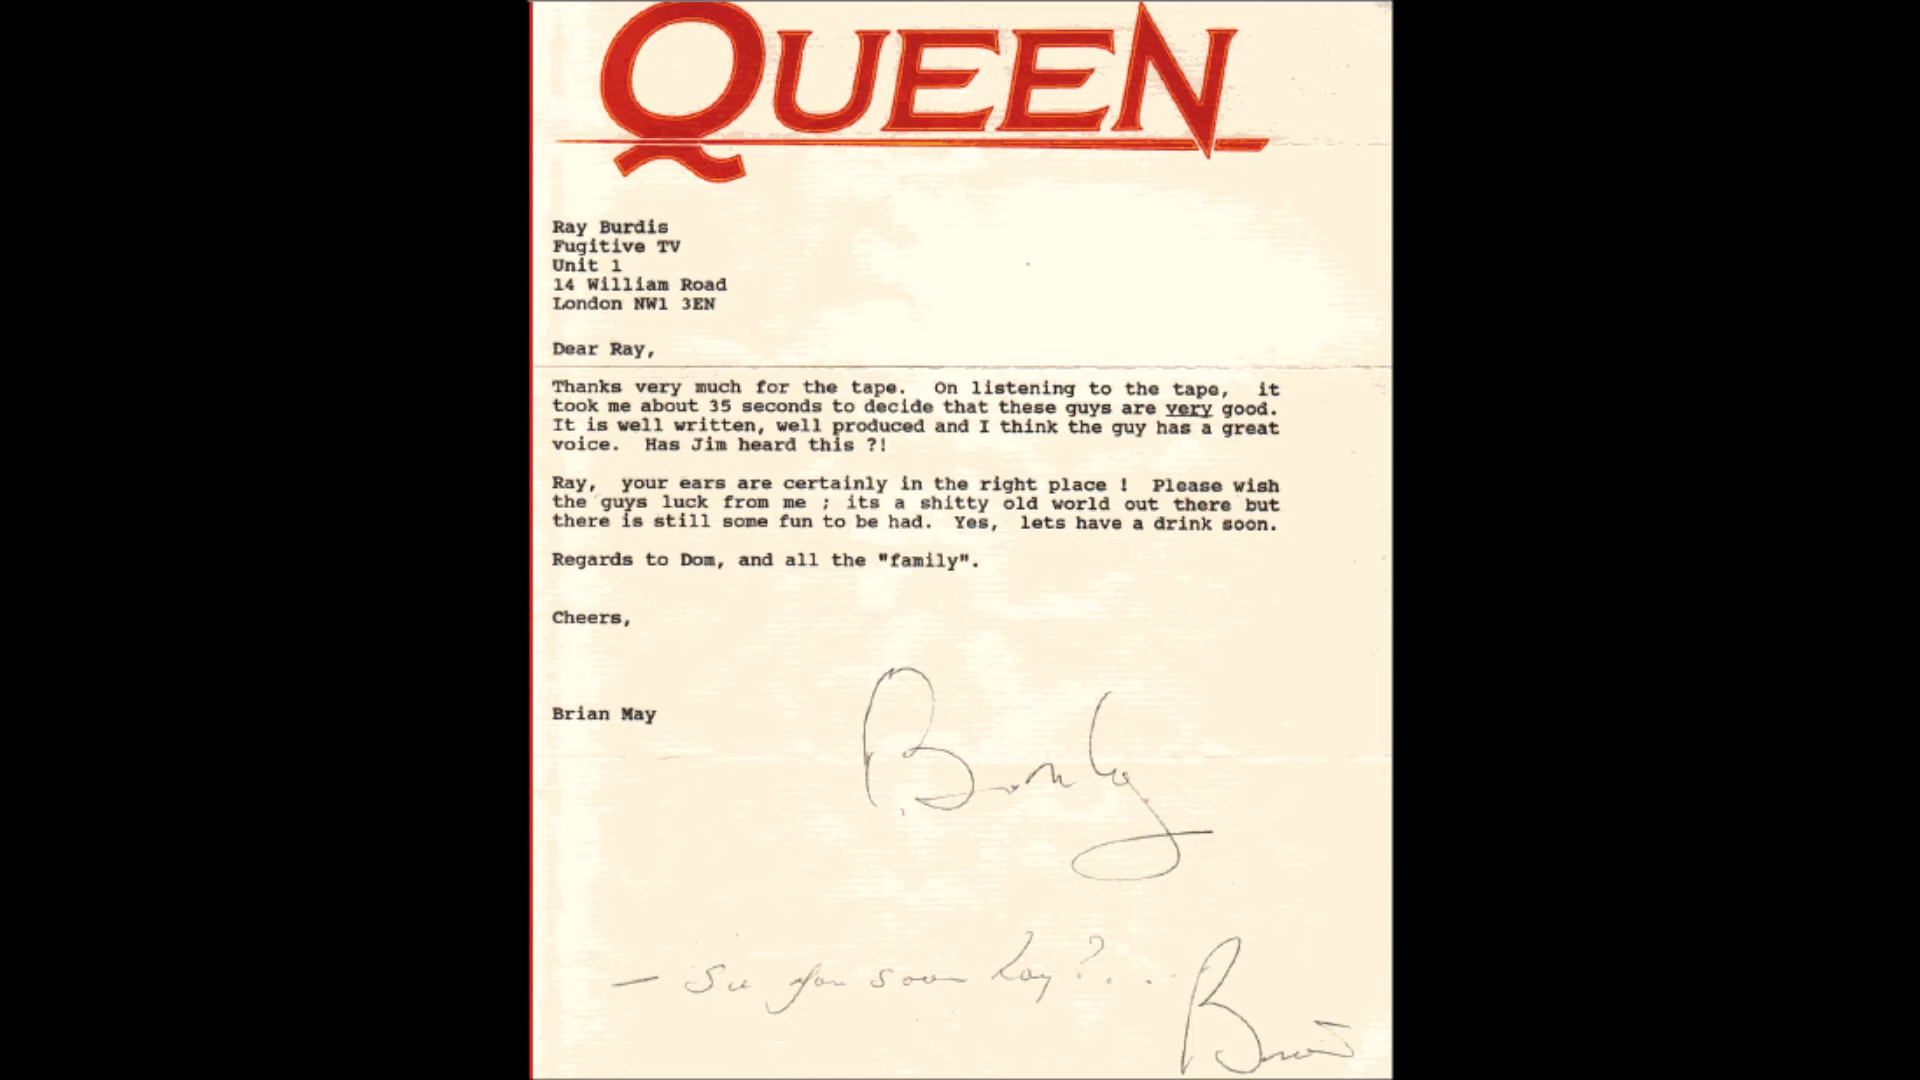 QUEEN
Ray Burdis
Fugitive TV
Unit 1
14 William Road
London NW1 3EN
Dear Ray,
Thanks very much for the tape. On listening to the tape, it
took me about 35 seconds to decide that these guys are very good.
It is well written, well produced and I think the guy has a great
voice. Has Jim heard this ?!
Ray, your ears are certainly in the right place ! Please wish
the guys luck from me ; its a shitty old world out there but
there is still some fun to be had. Yes, lets have a drink soon.
Regards to Dom, and all the "family".
Cheers,
Brian May
— See you soon Ray?...